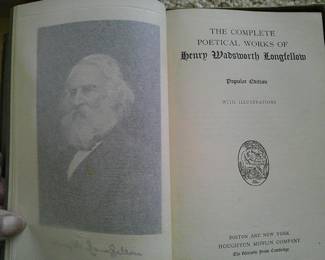 THE COMPLETE
POETICAL WORKS OF
Henry Wadsworth Longfellow
Popular Edition
WITH ILLUSTRATIONS
BOSTON AND NEW YORK
HOUGHTON MIFFLIN COMPANY
The Riverside Press Cambridge